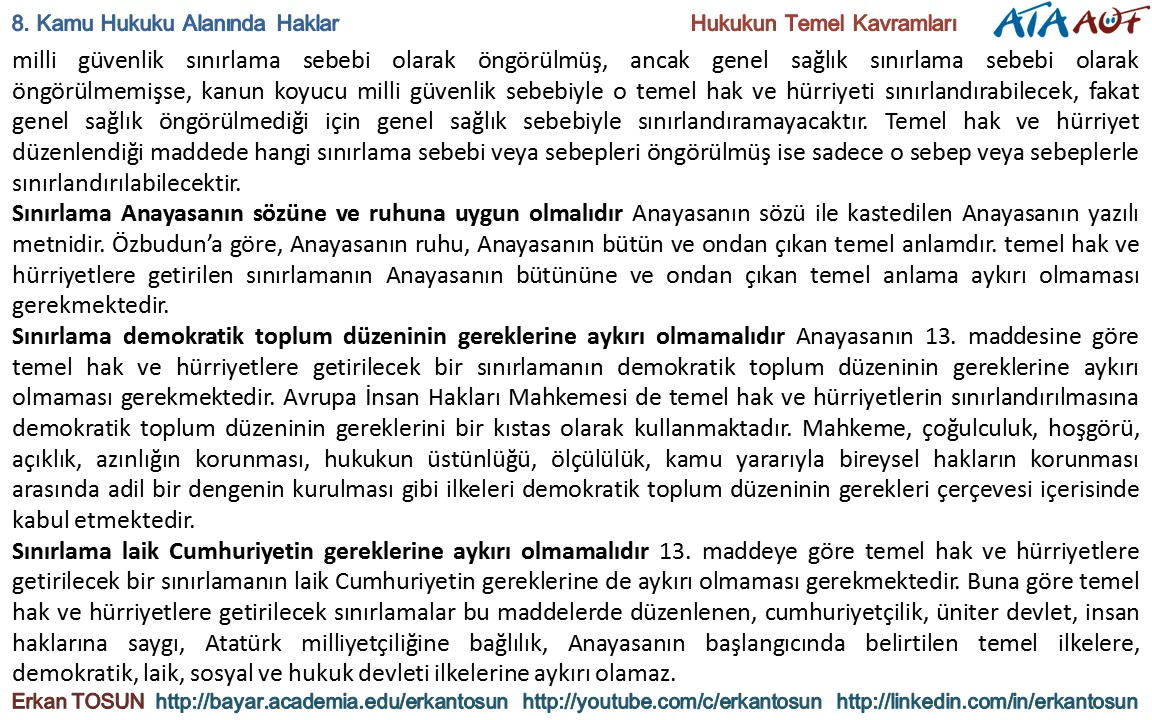 8. Kamu Hukuku Alanında Haklar Hukukun Temel Kavramları ATA AÖF
milli güvenlik sınırlama sebebi olarak öngörülmüş, ancak genel sağlık sınırlama sebebi olarak
öngörülmemişse, kanun koyucu milli güvenlik sebebiyle o temel hak ve hürriyeti sınırlandırabilecek, fakat
genel sağlık öngörülmediği için genel sağlık sebebiyle sınırlandıramayacaktır. Temel hak ve hürriyet
düzenlendiği maddede hangi sınırlama sebebi veya sebepleri öngörülmüş ise sadece o sebep veya sebeplerle
sınırlandırılabilecektir.
Sınırlama Anayasanın sözüne ve ruhuna uygun olmalıdır Anayasanın sözü ile kastedilen Anayasanın yazılı
metnidir. Özbudun’a göre, Anayasanın ruhu, Anayasanın bütün ve ondan çıkan temel anlamdır. temel hak ve
hürriyetlere getirilen sınırlamanın Anayasanın bütününe ve ondan çıkan temel anlama aykırı olmaması
gerekmektedir.
Sınırlama demokratik toplum düzeninin gereklerine aykırı olmamalıdır Anayasanın 13. maddesine göre
temel hak ve hürriyetlere getirilecek bir sınırlamanın demokratik toplum düzeninin gereklerine aykırı
olmaması gerekmektedir. Avrupa İnsan Hakları Mahkemesi de temel hak ve hürriyetlerin sınırlandırılmasına
demokratik toplum düzeninin gereklerini bir kıstas olarak kullanmaktadır. Mahkeme, çoğulculuk, hoşgörü,
açıklık, azınlığın korunması, hukukun üstünlüğü, ölçülülük, kamu yararıyla bireysel hakların korunması
arasında adil bir dengenin kurulması gibi ilkeleri demokratik toplum düzeninin gerekleri çerçevesi içerisinde
kabul etmektedir.
Sınırlama laik Cumhuriyetin gereklerine aykırı olmamalıdır 13. maddeye göre temel hak ve hürriyetlere
getirilecek bir sınırlamanın laik Cumhuriyetin gereklerine de aykırı olmaması gerekmektedir. Buna göre temel
hak ve hürriyetlere getirilecek sınırlamalar bu maddelerde düzenlenen, cumhuriyetçilik, üniter devlet, insan
haklarına saygı, Atatürk milliyetçiliğine bağlılık, Anayasanın başlangıcında belirtilen temel ilkelere,
demokratik, laik, sosyal ve hukuk devleti ilkelerine aykırı olamaz.
Erkan TOSUN http://bayar.academia.edu/erkantosun http://youtube.com/c/erkantosun http://linkedin.com/in/erkantosun